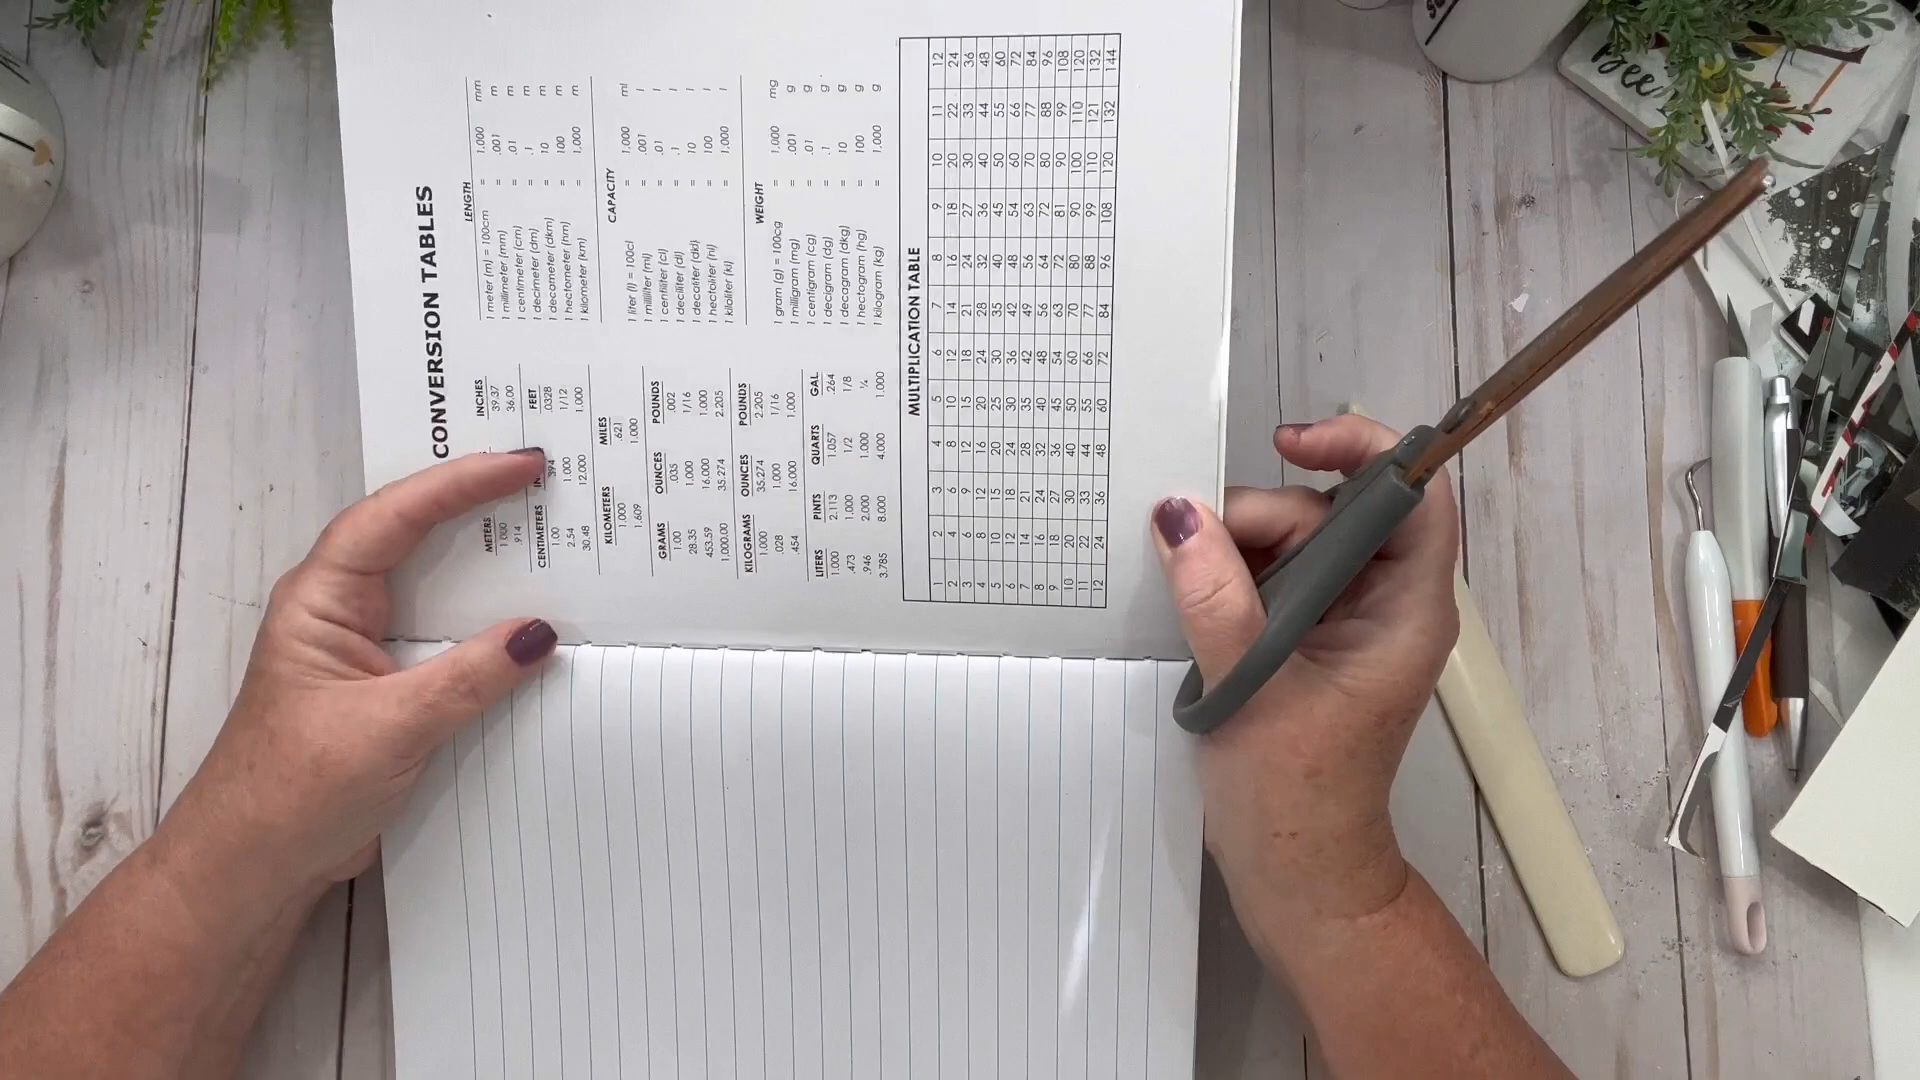 CONVERSION TABLES
METERS INCHES
1.000 39.37
.914 36.00
CENTIMETERS FEET
1.00 .0328
2.54 1.000 1/12
30.48 12.000 1.000
KILOMETERS MILES
1.000 .621
1.609 1.000
GRAMS OUNCES POUNDS
1.00 .035 .002
28.35 1.000 1/16
453.59 16.000 1.000
1,000.00 35.274 2.205
KILOGRAMS OUNCES POUNDS
1.000 35.274 2.205
.028 1.000 1/16
.454 16.000 1.000
LITERS PINTS QUARTS GAL
1.000 2.113 1.057 .264
.473 1.000 1/2 1/8
.946 2.000 1.000 ¼
3.785 8.000 4.000 1.000
LENGTH
1 meter (m) = 100cm = 1,000 mm
1 millimeter (mm) = .001 m
1 centimeter (cm) = .01 m
1 decimeter (dm) = .1 m
1 decameter (dkm) = 10 m
1 hectometer (hm) = 100 m
1 kilometer (km) = 1,000 m
CAPACITY
1 liter (l) = 100cl = 1,000 ml
1 milliliter (ml) = .001 l
1 centiliter (cl) = .01 l
1 deciliter (dl) = .1 l
1 decaliter (dkl) = 10 l
1 hectoliter (hl) = 100 l
1 kiloliter (kl) = 1,000 l
WEIGHT
1 gram (g) = 100cg = 1,000 mg
1 milligram (mg) = .001 g
1 centigram (cg) = .01 g
1 decigram (dg) = .1 g
1 decagram (dkg) = 10 g
1 hectogram (hg) = 100 g
1 kilogram (kg) = 1,000 g
MULTIPLICATION TABLE
1 2 3 4 5 6 7 8 9 10 11 12
2 4 6 8 10 12 14 16 18 20 22 24
3 6 9 12 15 18 21 24 27 30 33 36
4 8 12 16 20 24 28 32 36 40 44 48
5 10 15 20 25 30 35 40 45 50 55 60
6 12 18 24 30 36 42 48 54 60 66 72
7 14 21 28 35 42 49 56 63 70 77 84
8 16 24 32 40 48 56 64 72 80 88 96
9 18 27 36 45 54 63 72 81 90 99 108
10 20 30 40 50 60 70 80 90 100 110 120
11 22 33 44 55 66 77 88 99 110 121 132
12 24 36 48 60 72 84 96 108 120 132 144
Bee